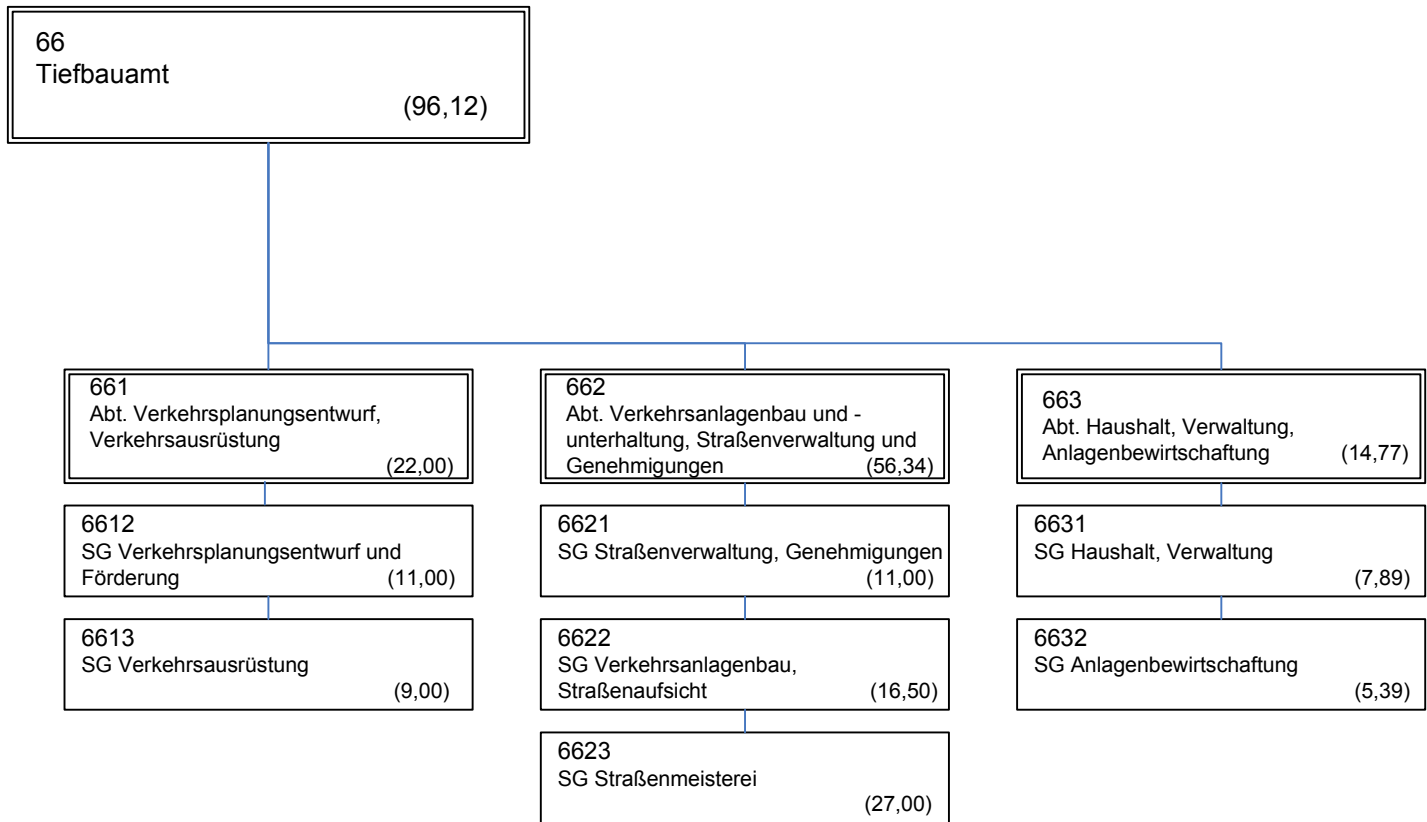 66
Tiefbauamt
(96,12)
661
Abt. Verkehrsplanungsentwurf,
Verkehrsausrüstung
(22,00)
662
Abt. Verkehrsanlagenbau und -
unterhaltung, Straßenverwaltung und
Genehmigungen (56,34)
663
Abt. Haushalt, Verwaltung,
Anlagenbewirtschaftung (14,77)
6612
SG Verkehrsplanungsentwurf und
Förderung (11,00)
6621
SG Straßenverwaltung, Genehmigungen
(11,00)
6631
SG Haushalt, Verwaltung
(7,89)
6613
SG Verkehrsausrüstung
(9,00)
6622
SG Verkehrsanlagenbau,
Straßenaufsicht (16,50)
6632
SG Anlagenbewirtschaftung
(5,39)
6623
SG Straßenmeisterei
(27,00)